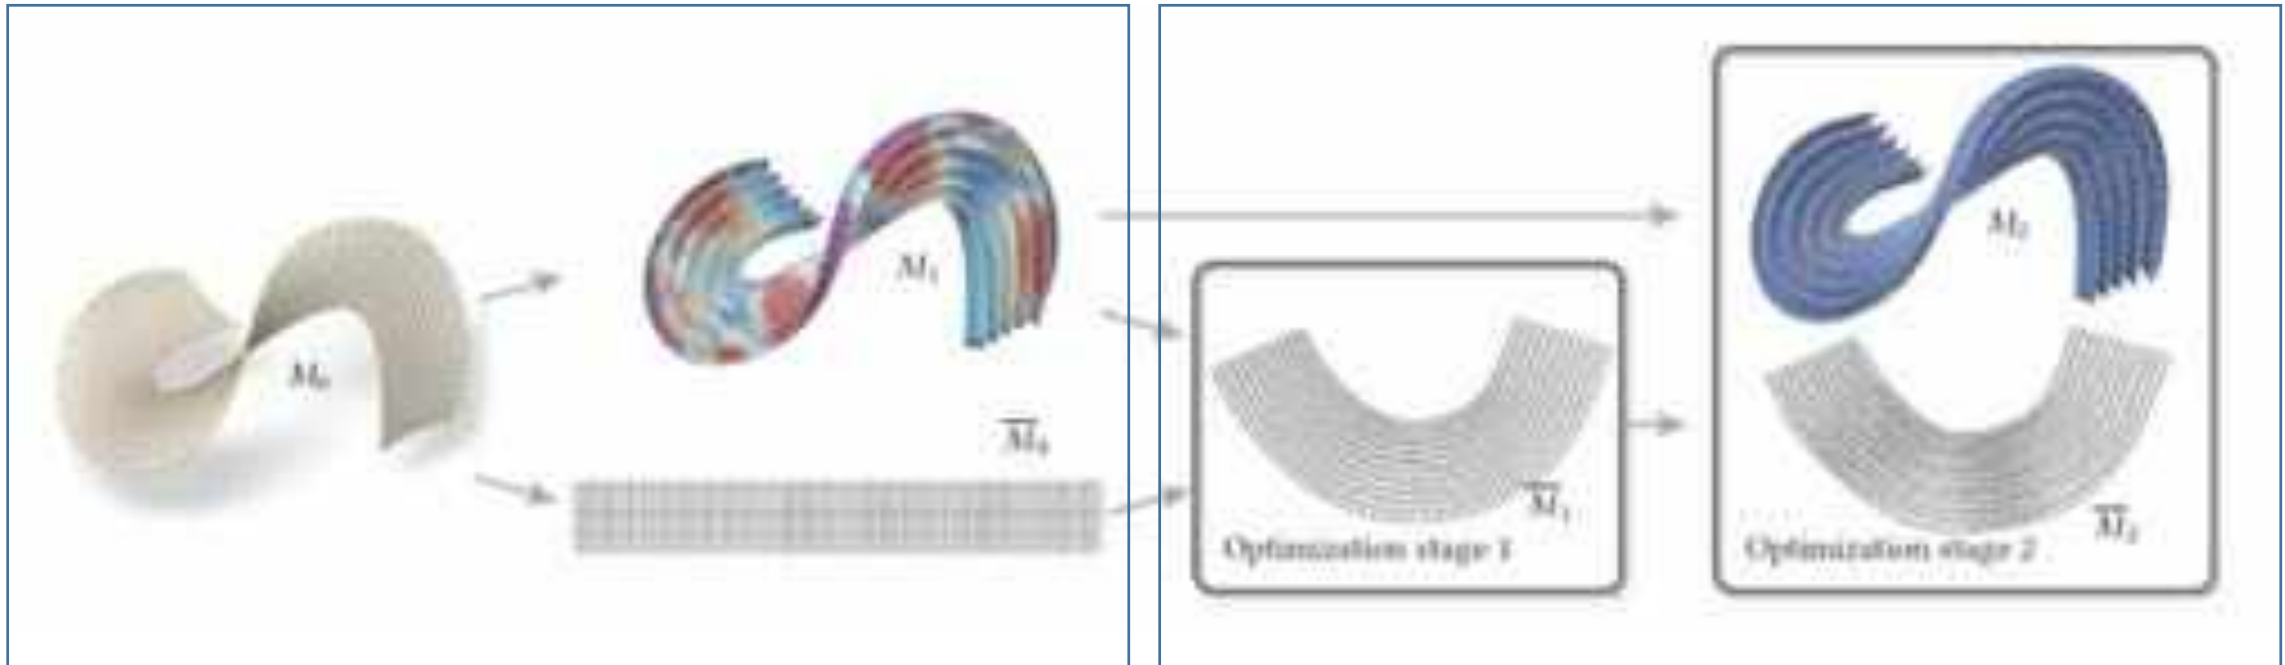 M₀
M₁
M̅₀
M̅₁
Optimization stage 1
M₂
M̅₂
Optimization stage 2